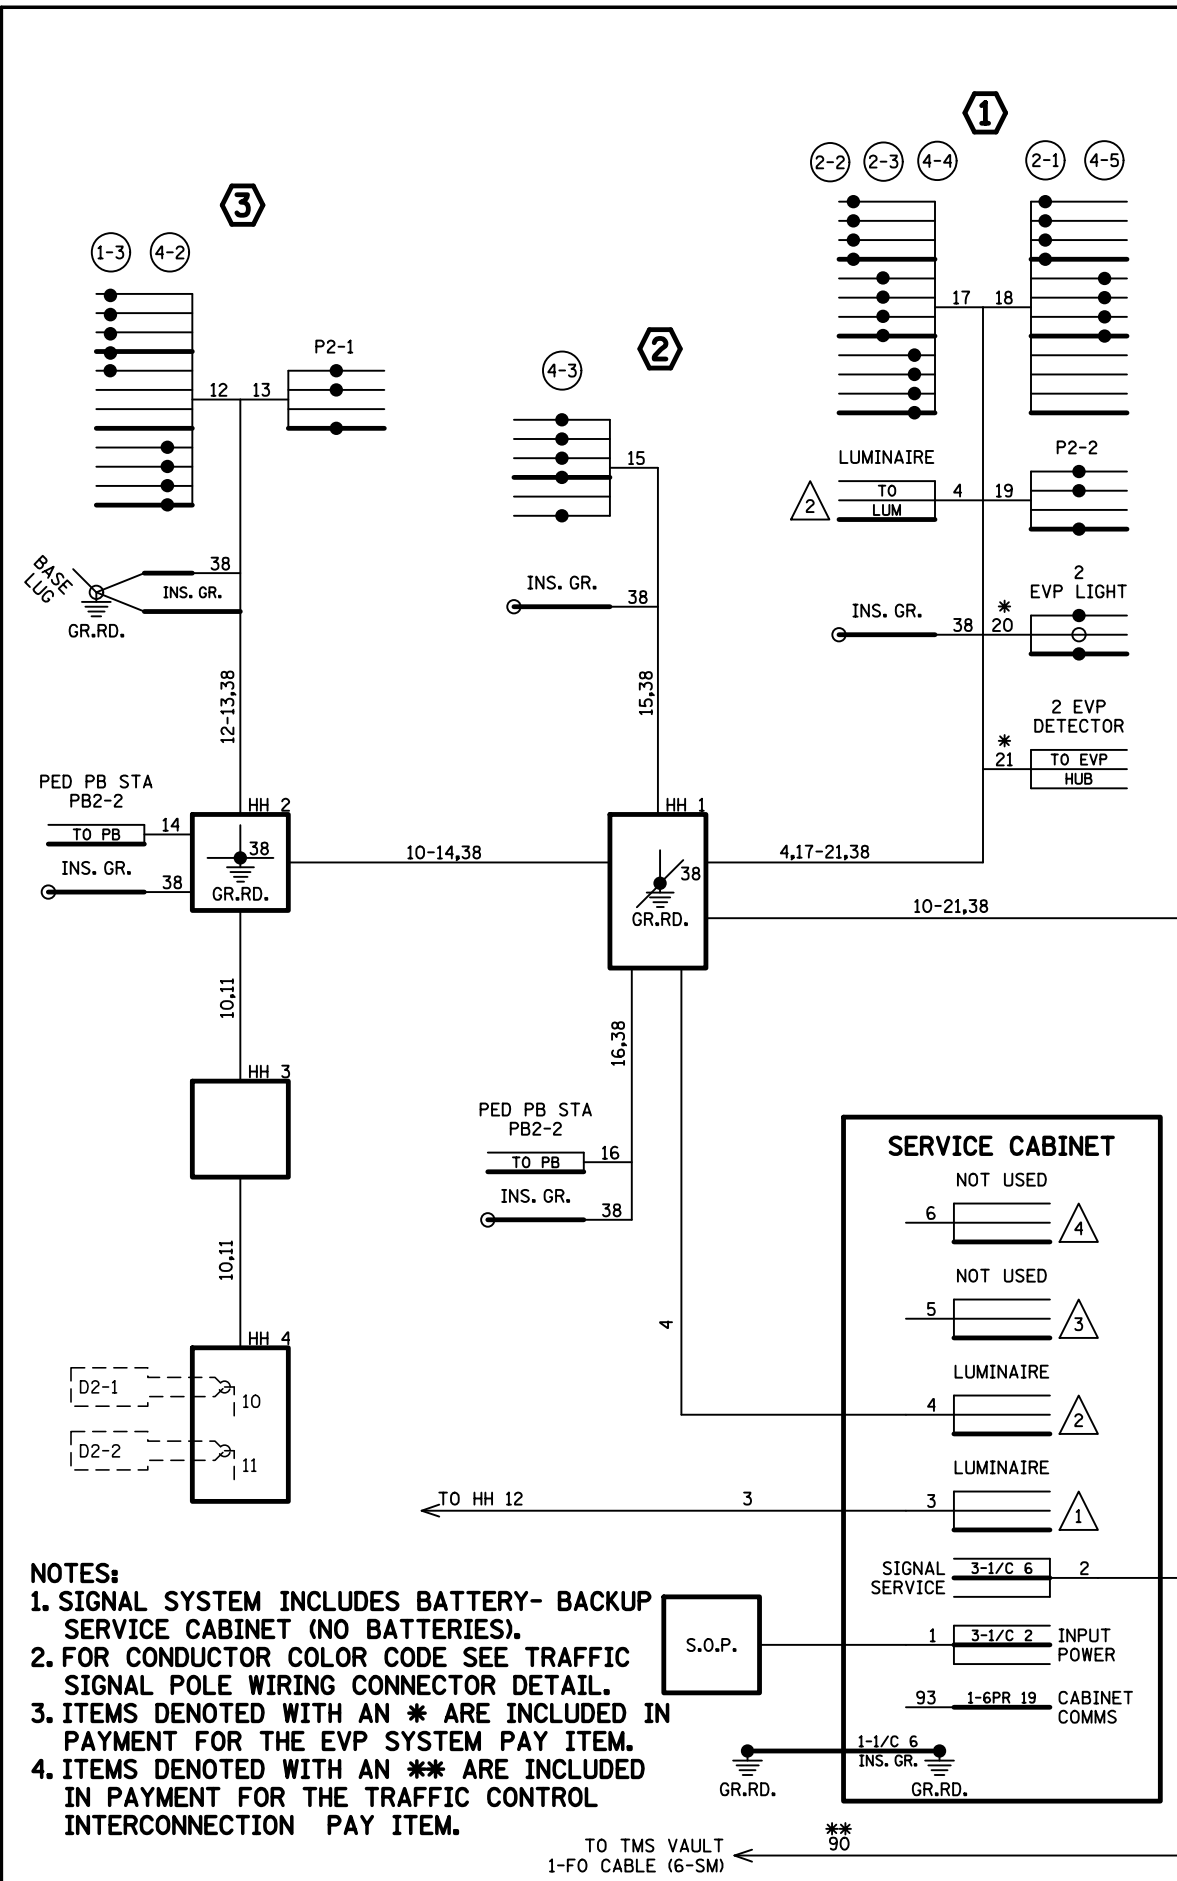 1
2-2 2-3 4-4 2-1 4-5
3
1-3 4-2
17 18
2
P2-1
4-3
12 13
15
LUMINAIRE
P2-2
2
TO
LUM
4 19
BASE
LUG
38
INS. GR.
GR.RD.
INS. GR.
38
2
EVP LIGHT
INS. GR.
38
*
20
12-13,38
15,38
2 EVP
DETECTOR
*
21
TO EVP
HUB
PED PB STA
PB2-2
TO PB
14
INS. GR.
38
HH 2
38
GR.RD.
10-14,38
HH 1
38
GR.RD.
4,17-21,38
10-21,38
10,11
16,38
HH 3
PED PB STA
PB2-2
TO PB
16
INS. GR.
38
10,11
4
HH 4
D2-1
10
D2-2
11
SERVICE CABINET
NOT USED
6
4
NOT USED
5
3
LUMINAIRE
4
2
LUMINAIRE
TO HH 12
3
3
1
SIGNAL
SERVICE
3-1/C 6
2
S.O.P.
1
3-1/C 2
INPUT
POWER
93
1-6PR 19
CABINET
COMMS
1-1/C 6
INS. GR.
GR.RD.
GR.RD.
NOTES:
1. SIGNAL SYSTEM INCLUDES BATTERY- BACKUP
SERVICE CABINET (NO BATTERIES).
2. FOR CONDUCTOR COLOR CODE SEE TRAFFIC
SIGNAL POLE WIRING CONNECTOR DETAIL.
3. ITEMS DENOTED WITH AN * ARE INCLUDED IN
PAYMENT FOR THE EVP SYSTEM PAY ITEM.
4. ITEMS DENOTED WITH AN ** ARE INCLUDED
IN PAYMENT FOR THE TRAFFIC CONTROL
INTERCONNECTION PAY ITEM.
TO TMS VAULT
1-FO CABLE (6-SM)
**
90